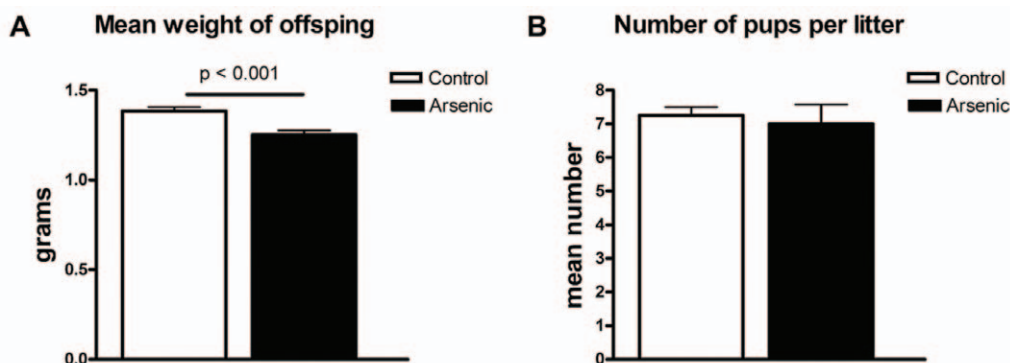 A Mean weight of offsping
p < 0.001
Control
Arsenic
1.5
1.0
0.5
0.0
grams
B Number of pups per litter
Control
Arsenic
8
7
6
5
4
3
2
1
0
mean number